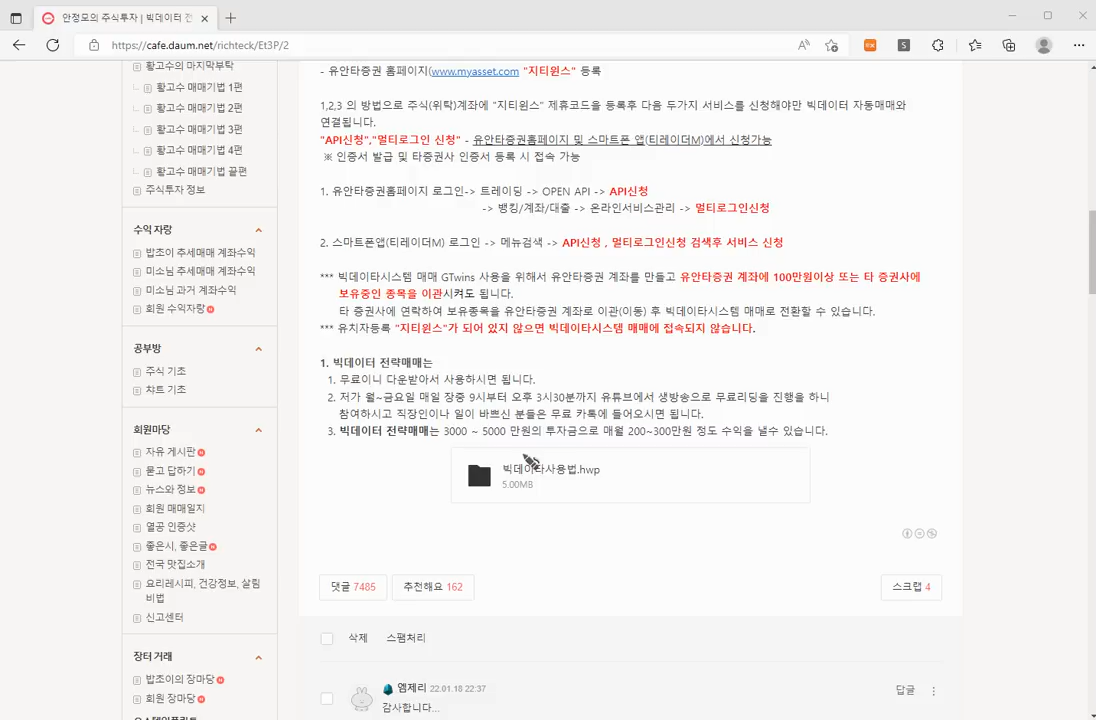 안정모의 주식투자 | 빅데이터 전
https://cafe.daum.net/richteck/Et3P/2
황고수의 마지막부탁
황고수 매매기법 1편
황고수 매매기법 2편
황고수 매매기법 3편
황고수 매매기법 4편
황고수 매매기법 끝편
주식투자 정보
수익 자랑
밥조이 추세매매 계좌수익
미소님 추세매매 계좌수익
미소님 과거 계좌수익
회원 수익자랑
공부방
주식 기초
챠트 기초
회원마당
자유 게시판
묻고 답하기
뉴스와 정보
회원 매매일지
열공 인증샷
좋은시, 좋은글
전국 맛집소개
요리레시피, 건강정보, 살림
비법
신고센터
장터 거래
밥조이의 장마당
회원 장마당
- 유안타증권 홈페이지(www.myasset.com "지티윈스" 등록
1,2,3 의 방법으로 주식(위탁)계좌에 "지티윈스" 제휴코드을 등록후 다음 두가지 서비스를 신청해야만 빅데이터 자동매매와
연결됩니다.
"API신청","멀티로그인 신청" - 유안타증권홈페이지 및 스마트폰 앱(티레이더M)에서 신청가능
※ 인증서 발급 및 타증권사 인증서 등록 시 접속 가능
1. 유안타증권홈페이지 로그인-> 트레이딩 -> OPEN API -> API신청
-> 뱅킹/계좌/대출 -> 온라인서비스관리 -> 멀티로그인신청
2. 스마트폰앱(티레이더M) 로그인 -> 메뉴검색 -> API신청 , 멀티로그인신청 검색후 서비스 신청
*** 빅데이타시스템 매매 GTwins 사용을 위해서 유안타증권 계좌를 만들고 유안타증권 계좌에 100만원이상 또는 타 증권사에
보유중인 종목을 이관시켜도 됩니다.
타 증권사에 연락하여 보유종목을 유안타증권 계좌로 이관(이동) 후 빅데이타시스템 매매로 전환할 수 있습니다.
*** 유치자등록 "지티윈스"가 되어 있지 않으면 빅데이타시스템 매매에 접속되지 않습니다.
1. 빅데이터 전략매매는
1. 무료이니 다운받아서 사용하시면 됩니다.
2. 저가 월~금요일 매일 장중 9시부터 오후 3시30분까지 유튜브에서 생방송으로 무료리딩을 진행을 하니
참여하시고 직장인이나 일이 바쁘신 분들은 무료 카톡에 들어오시면 됩니다.
3. 빅데이터 전략매매는 3000 ~ 5000 만원의 투자금으로 매월 200~300만원 정도 수익을 낼수 있습니다.
빅데이타사용법.hwp
5.00MB
댓글 7485
추천해요 162
스크랩 4
삭제
스팸처리
엠제리 22.01.18 22:37
답글
감사합니다...